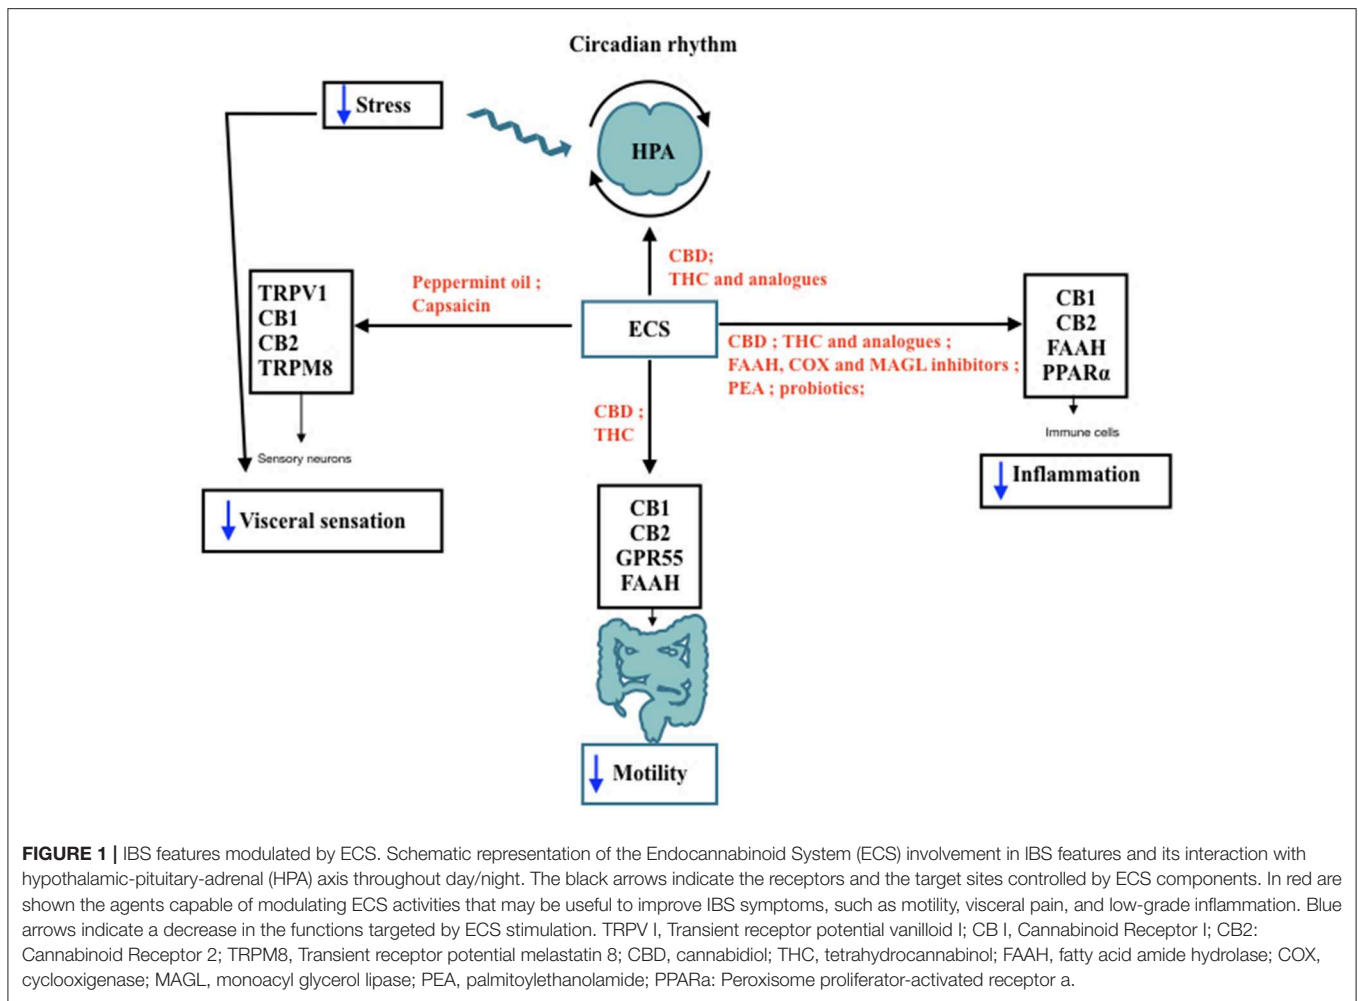 Circadian rhythm
Stress
HPA
CBD;
THC and analogues
Peppermint oil ;
Capsaicin
TRPV1
CB1
CB2
TRPM8
ECS
CBD ; THC and analogues ;
FAAH, COX and MAGL inhibitors ;
PEA ; probiotics;
CB1
CB2
FAAH
PPARα
Immune cells
Inflammation
CBD ;
THC
Sensory neurons
Visceral sensation
CB1
CB2
GPR55
FAAH
Motility
FIGURE 1 | IBS features modulated by ECS. Schematic representation of the Endocannabinoid System (ECS) involvement in IBS features and its interaction with
hypothalamic-pituitary-adrenal (HPA) axis throughout day/night. The black arrows indicate the receptors and the target sites controlled by ECS components. In red are
shown the agents capable of modulating ECS activities that may be useful to improve IBS symptoms, such as motility, visceral pain, and low-grade inflammation. Blue
arrows indicate a decrease in the functions targeted by ECS stimulation. TRPV I, Transient receptor potential vanilloid I; CB I, Cannabinoid Receptor I; CB2:
Cannabinoid Receptor 2; TRPM8, Transient receptor potential melastatin 8; CBD, cannabidiol; THC, tetrahydrocannabinol; FAAH, fatty acid amide hydrolase; COX,
cyclooxigenase; MAGL, monoacyl glycerol lipase; PEA, palmitoylethanolamide; PPARa: Peroxisome proliferator-activated receptor a.